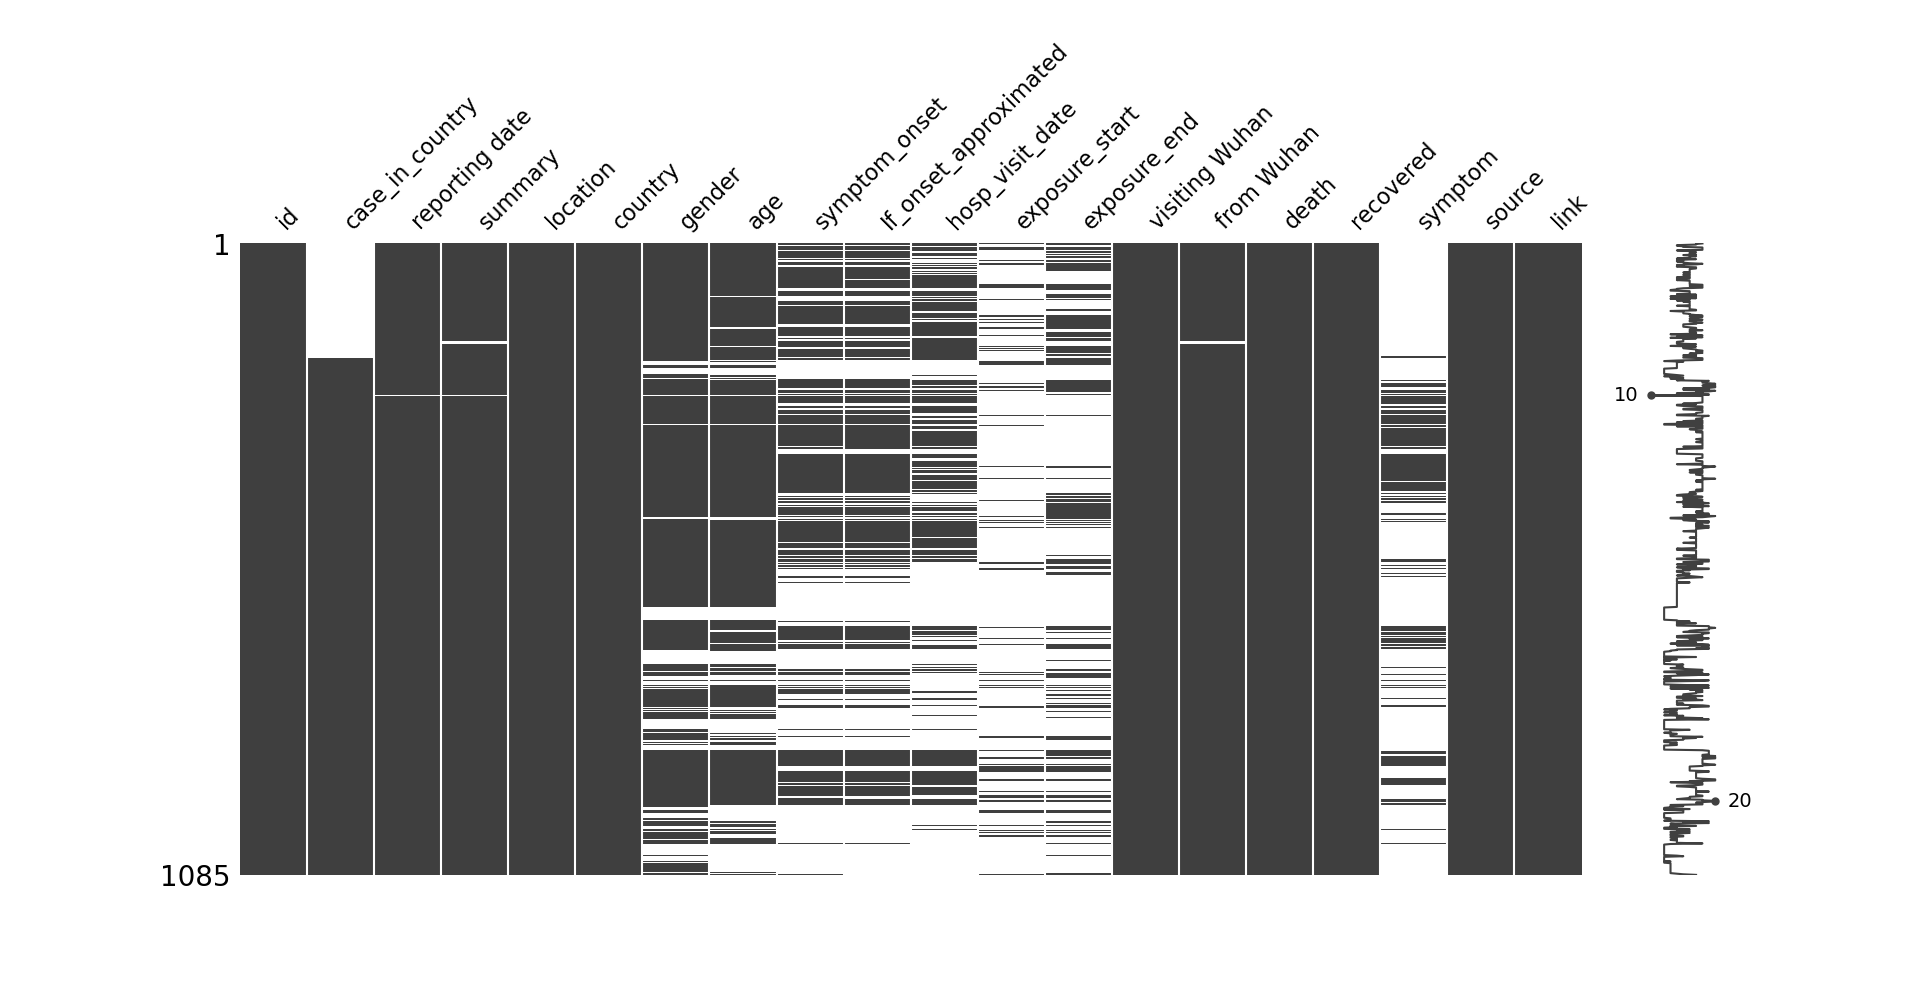 id
case_in_country
reporting date
summary
location
country
gender
age
symptom_onset
If_onset_approximated
hosp_visit_date
exposure_start
exposure_end
visiting Wuhan
from Wuhan
death
recovered
symptom
source
link
1
10
20
1085